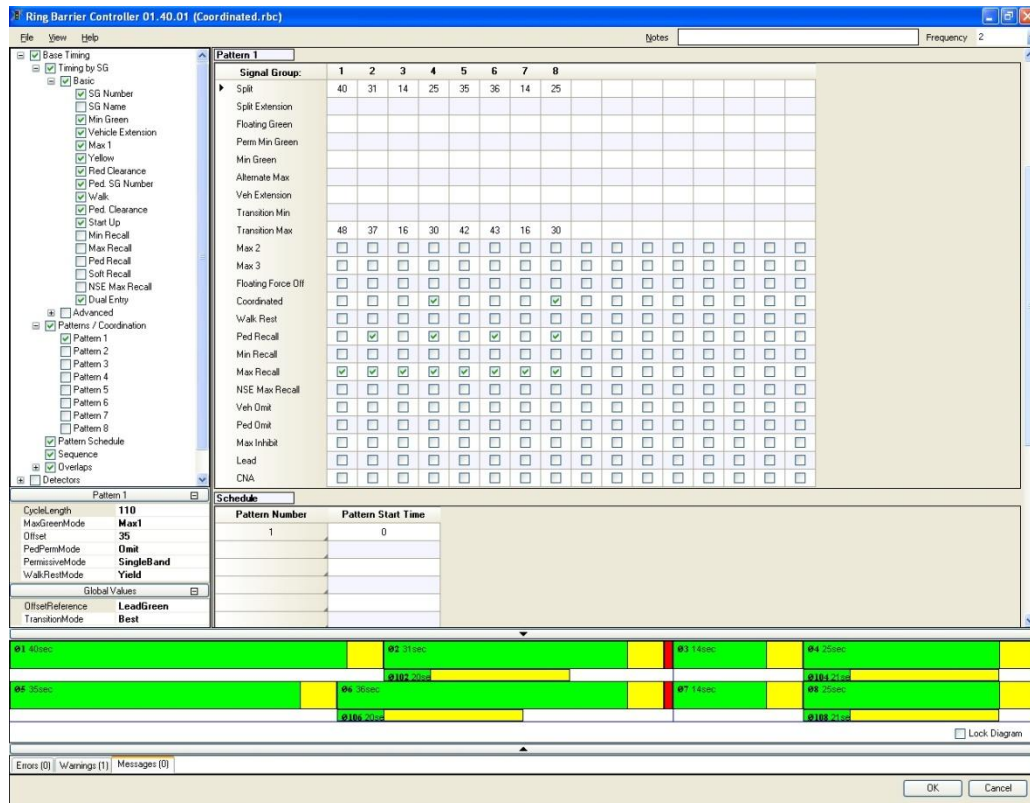 Ring Barrier Controller 01.40.01 (Coordinated.rbc)
File View Help Notes Frequency 2
Base Timing
Timing by SG
Basic
SG Number
SG Name
Min Green
Vehicle Extension
Max 1
Yellow
Red Clearance
Ped. SG Number
Walk
Ped. Clearance
Start Up
Min Recall
Max Recall
Ped Recall
Soft Recall
NSE Max Recall
Dual Entry
Advanced
Patterns / Coordination
Pattern 1
Pattern 2
Pattern 3
Pattern 4
Pattern 5
Pattern 6
Pattern 7
Pattern 8
Pattern Schedule
Sequence
Overlaps
Detectors
Pattern 1
CycleLength 110
MaxGreenMode Max1
Offset 35
PedPermMode Omit
PermissiveMode SingleBand
WalkRestMode Yield
Global Values
OffsetReference LeadGreen
TransitionMode Best
Pattern 1
Signal Group: 1 2 3 4 5 6 7 8
Split 40 31 14 25 35 36 14 25
Split Extension
Floating Green
Perm Min Green
Min Green
Alternate Max
Veh Extension
Transition Min
Transition Max 48 37 16 30 42 43 16 30
Max 2
Max 3
Floating Force Off
Coordinated
Walk Rest
Ped Recall
Min Recall
Max Recall
NSE Max Recall
Veh Omit
Ped Omit
Max Inhibit
Lead
CNA
Schedule
Pattern Number Pattern Start Time
1 0
ø1 40sec ø2 31sec ø3 14sec ø4 25sec
ø102 20se ø104 21se
ø5 35sec ø6 36sec ø7 14sec ø8 25sec
ø106 20se ø108 21se
Lock Diagram
Errors (0) Warnings (1) Messages (0)
OK Cancel